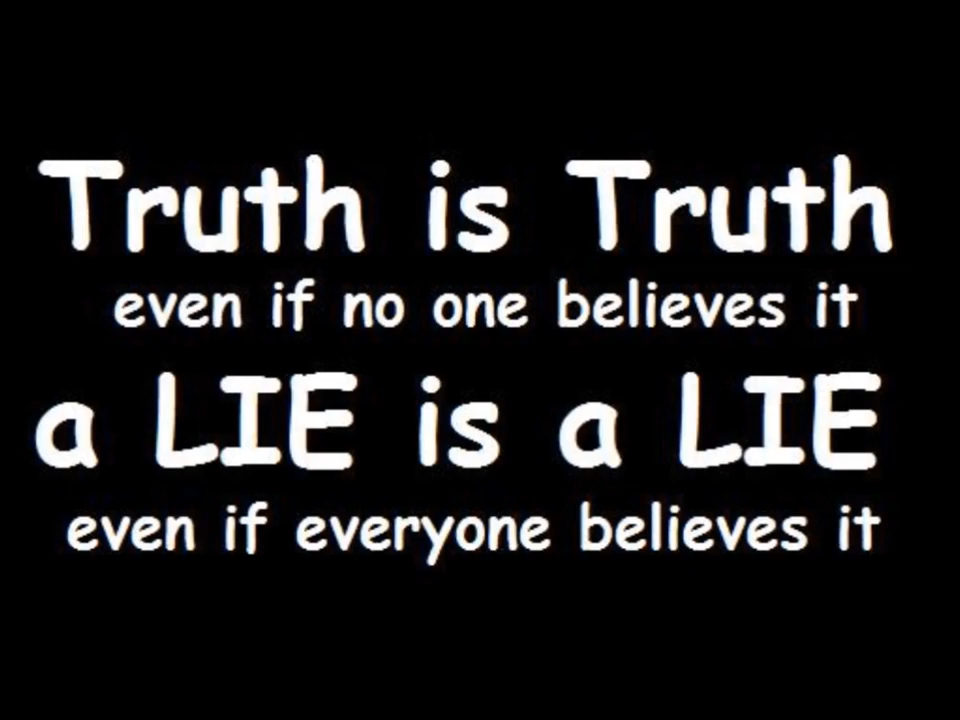 Truth is Truth
even if no one believes it
a LIE is a LIE
even if everyone believes it